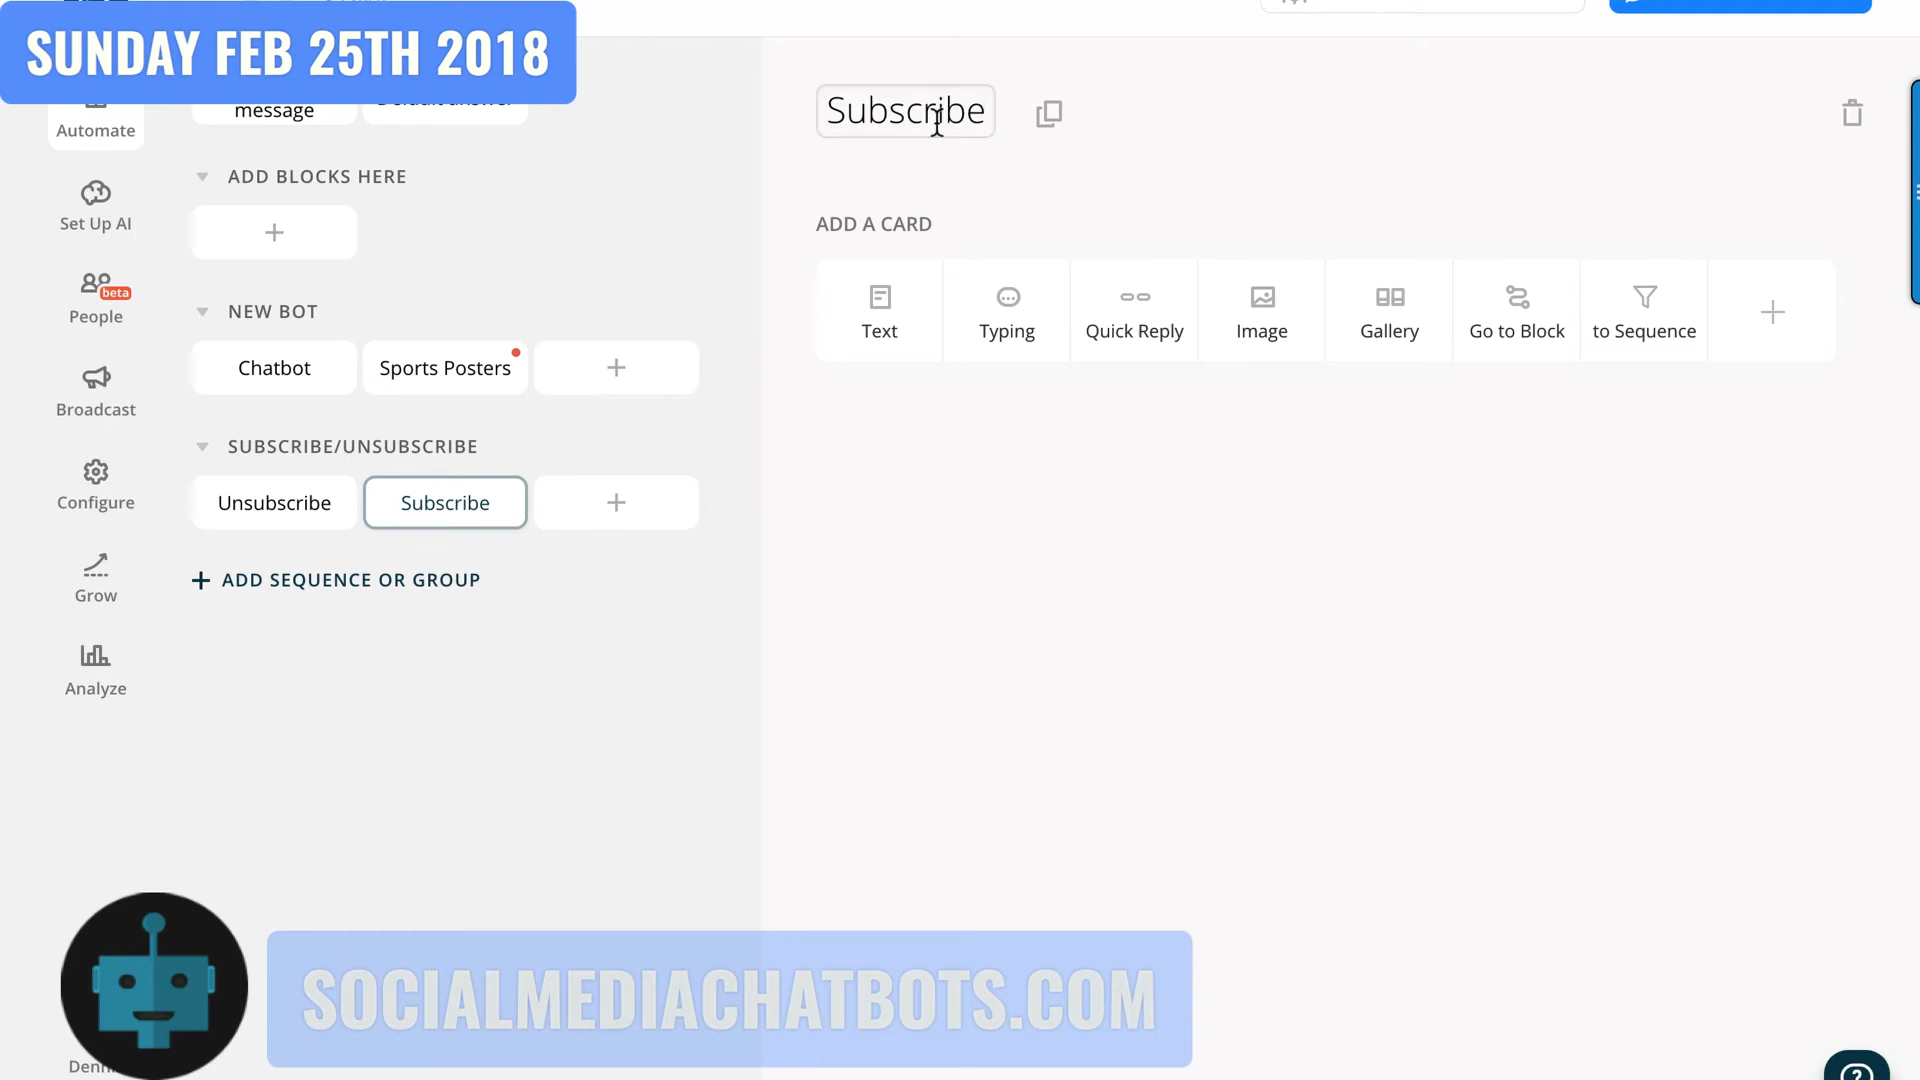 SUNDAY FEB 25TH 2018
Automate
Set Up AI
beta
People
Broadcast
Configure
Grow
Analyze
message
Default answer
ADD BLOCKS HERE
NEW BOT
Chatbot
Sports Posters
SUBSCRIBE/UNSUBSCRIBE
Unsubscribe
Subscribe
ADD SEQUENCE OR GROUP
Subscribe
ADD A CARD
Text
Typing
Quick Reply
Image
Gallery
Go to Block
to Sequence
SOCIALMEDIACHATBOTS.COM